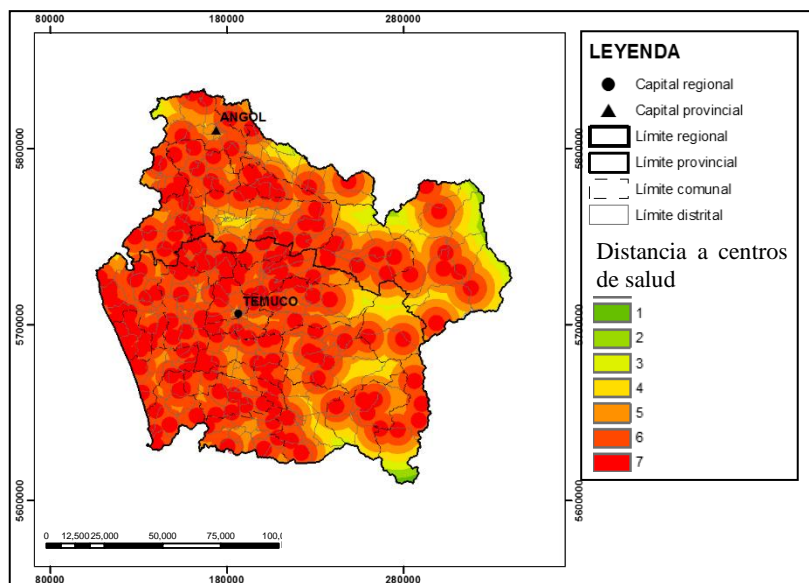 80000 180000 280000
LEYENDA
Capital regional
Capital provincial
Límite regional
Límite provincial
Límite comunal
Límite distrital
Distancia a centros
de salud
1
2
3
4
5
6
7
ANGOL
TEMUCO
5800000 5800000
5700000 5700000
5600000 5600000
0 12,500 25,000 50,000 75,000 100,0
80000 180000 280000